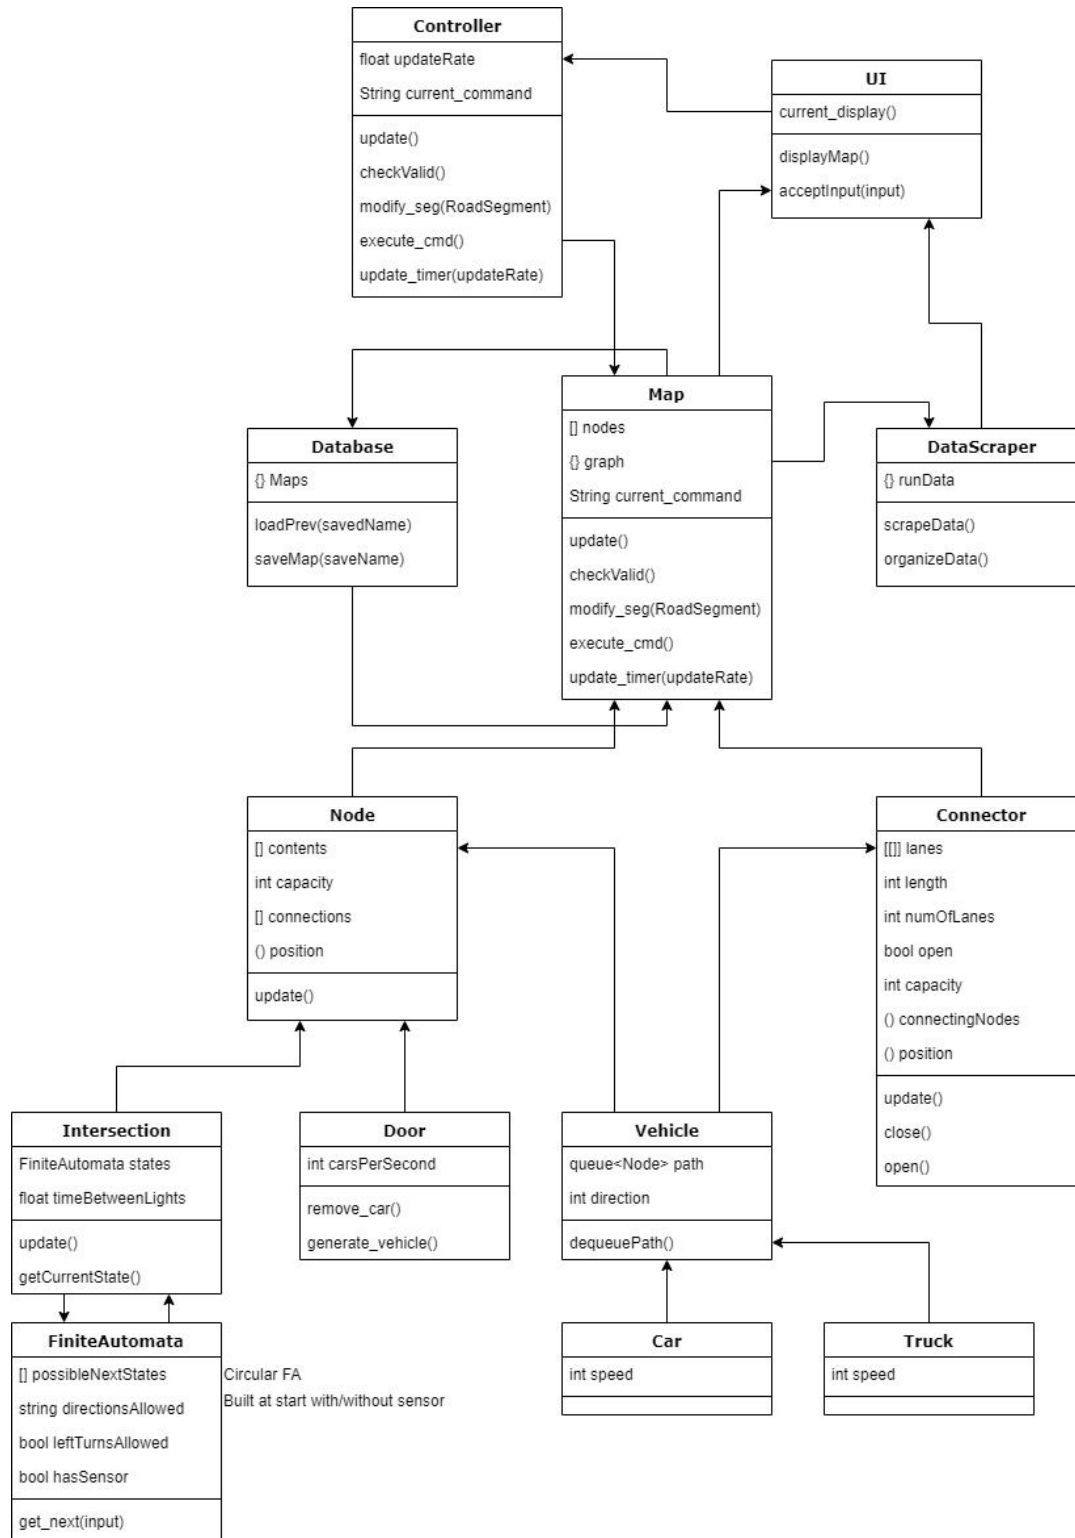 Controller
float updateRate
String current_command
update()
checkValid()
modify_seg(RoadSegment)
execute_cmd()
update_timer(updateRate)
UI
current_display()
displayMap()
acceptInput(input)
Database
{} Maps
loadPrev(savedName)
saveMap(saveName)
Map
[] nodes
{} graph
String current_command
update()
checkValid()
modify_seg(RoadSegment)
execute_cmd()
update_timer(updateRate)
DataScraper
{} runData
scrapeData()
organizeData()
Node
[] contents
int capacity
[] connections
() position
update()
Connector
[[]] lanes
int length
int numOfLanes
bool open
int capacity
() connectingNodes
() position
update()
close()
open()
Intersection
FiniteAutomata states
float timeBetweenLights
update()
getCurrentState()
Door
int carsPerSecond
remove_car()
generate_vehicle()
Vehicle
queue<Node> path
int direction
dequeuePath()
FiniteAutomata
[] possibleNextStates
string directionsAllowed
bool leftTurnsAllowed
bool hasSensor
get_next(input)
Circular FA
Built at start with/without sensor
Car
int speed
Truck
int speed